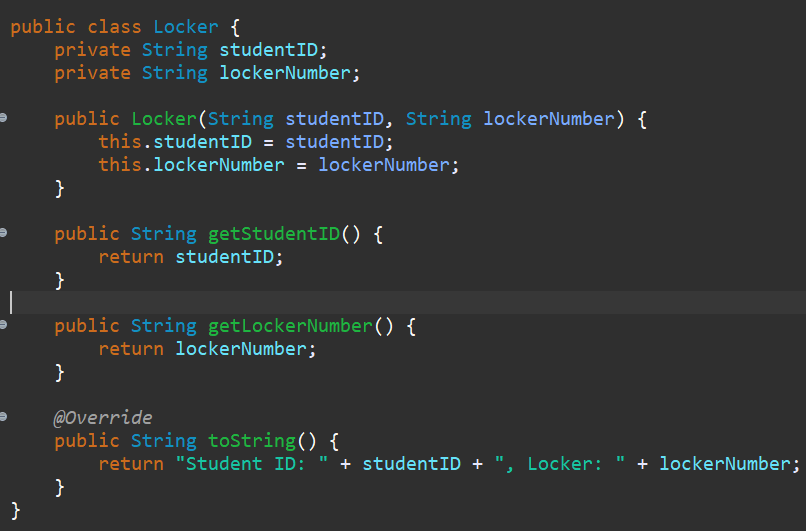 public class Locker {
    private String studentID;
    private String lockerNumber;

    public Locker(String studentID, String lockerNumber) {
        this.studentID = studentID;
        this.lockerNumber = lockerNumber;
    }

    public String getStudentID() {
        return studentID;
    }

    public String getLockerNumber() {
        return lockerNumber;
    }

    @Override
    public String toString() {
        return "Student ID: " + studentID + ", Locker: " + lockerNumber;
    }
}